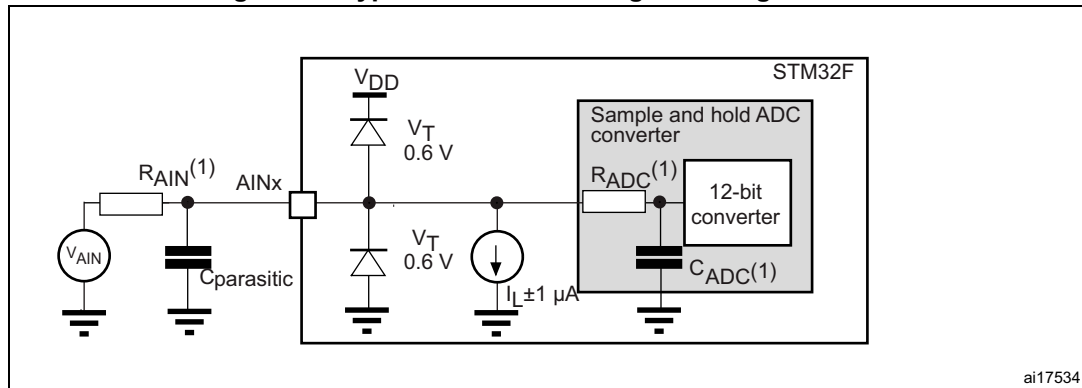 STM32F
VDD
Sample and hold ADC
converter
VT
0.6 V
RAIN(1)
AINx
RADC(1)
12-bit
converter
VAIN
Cparasitic
VT
0.6 V
IL±1 µA
CADC(1)
ai17534